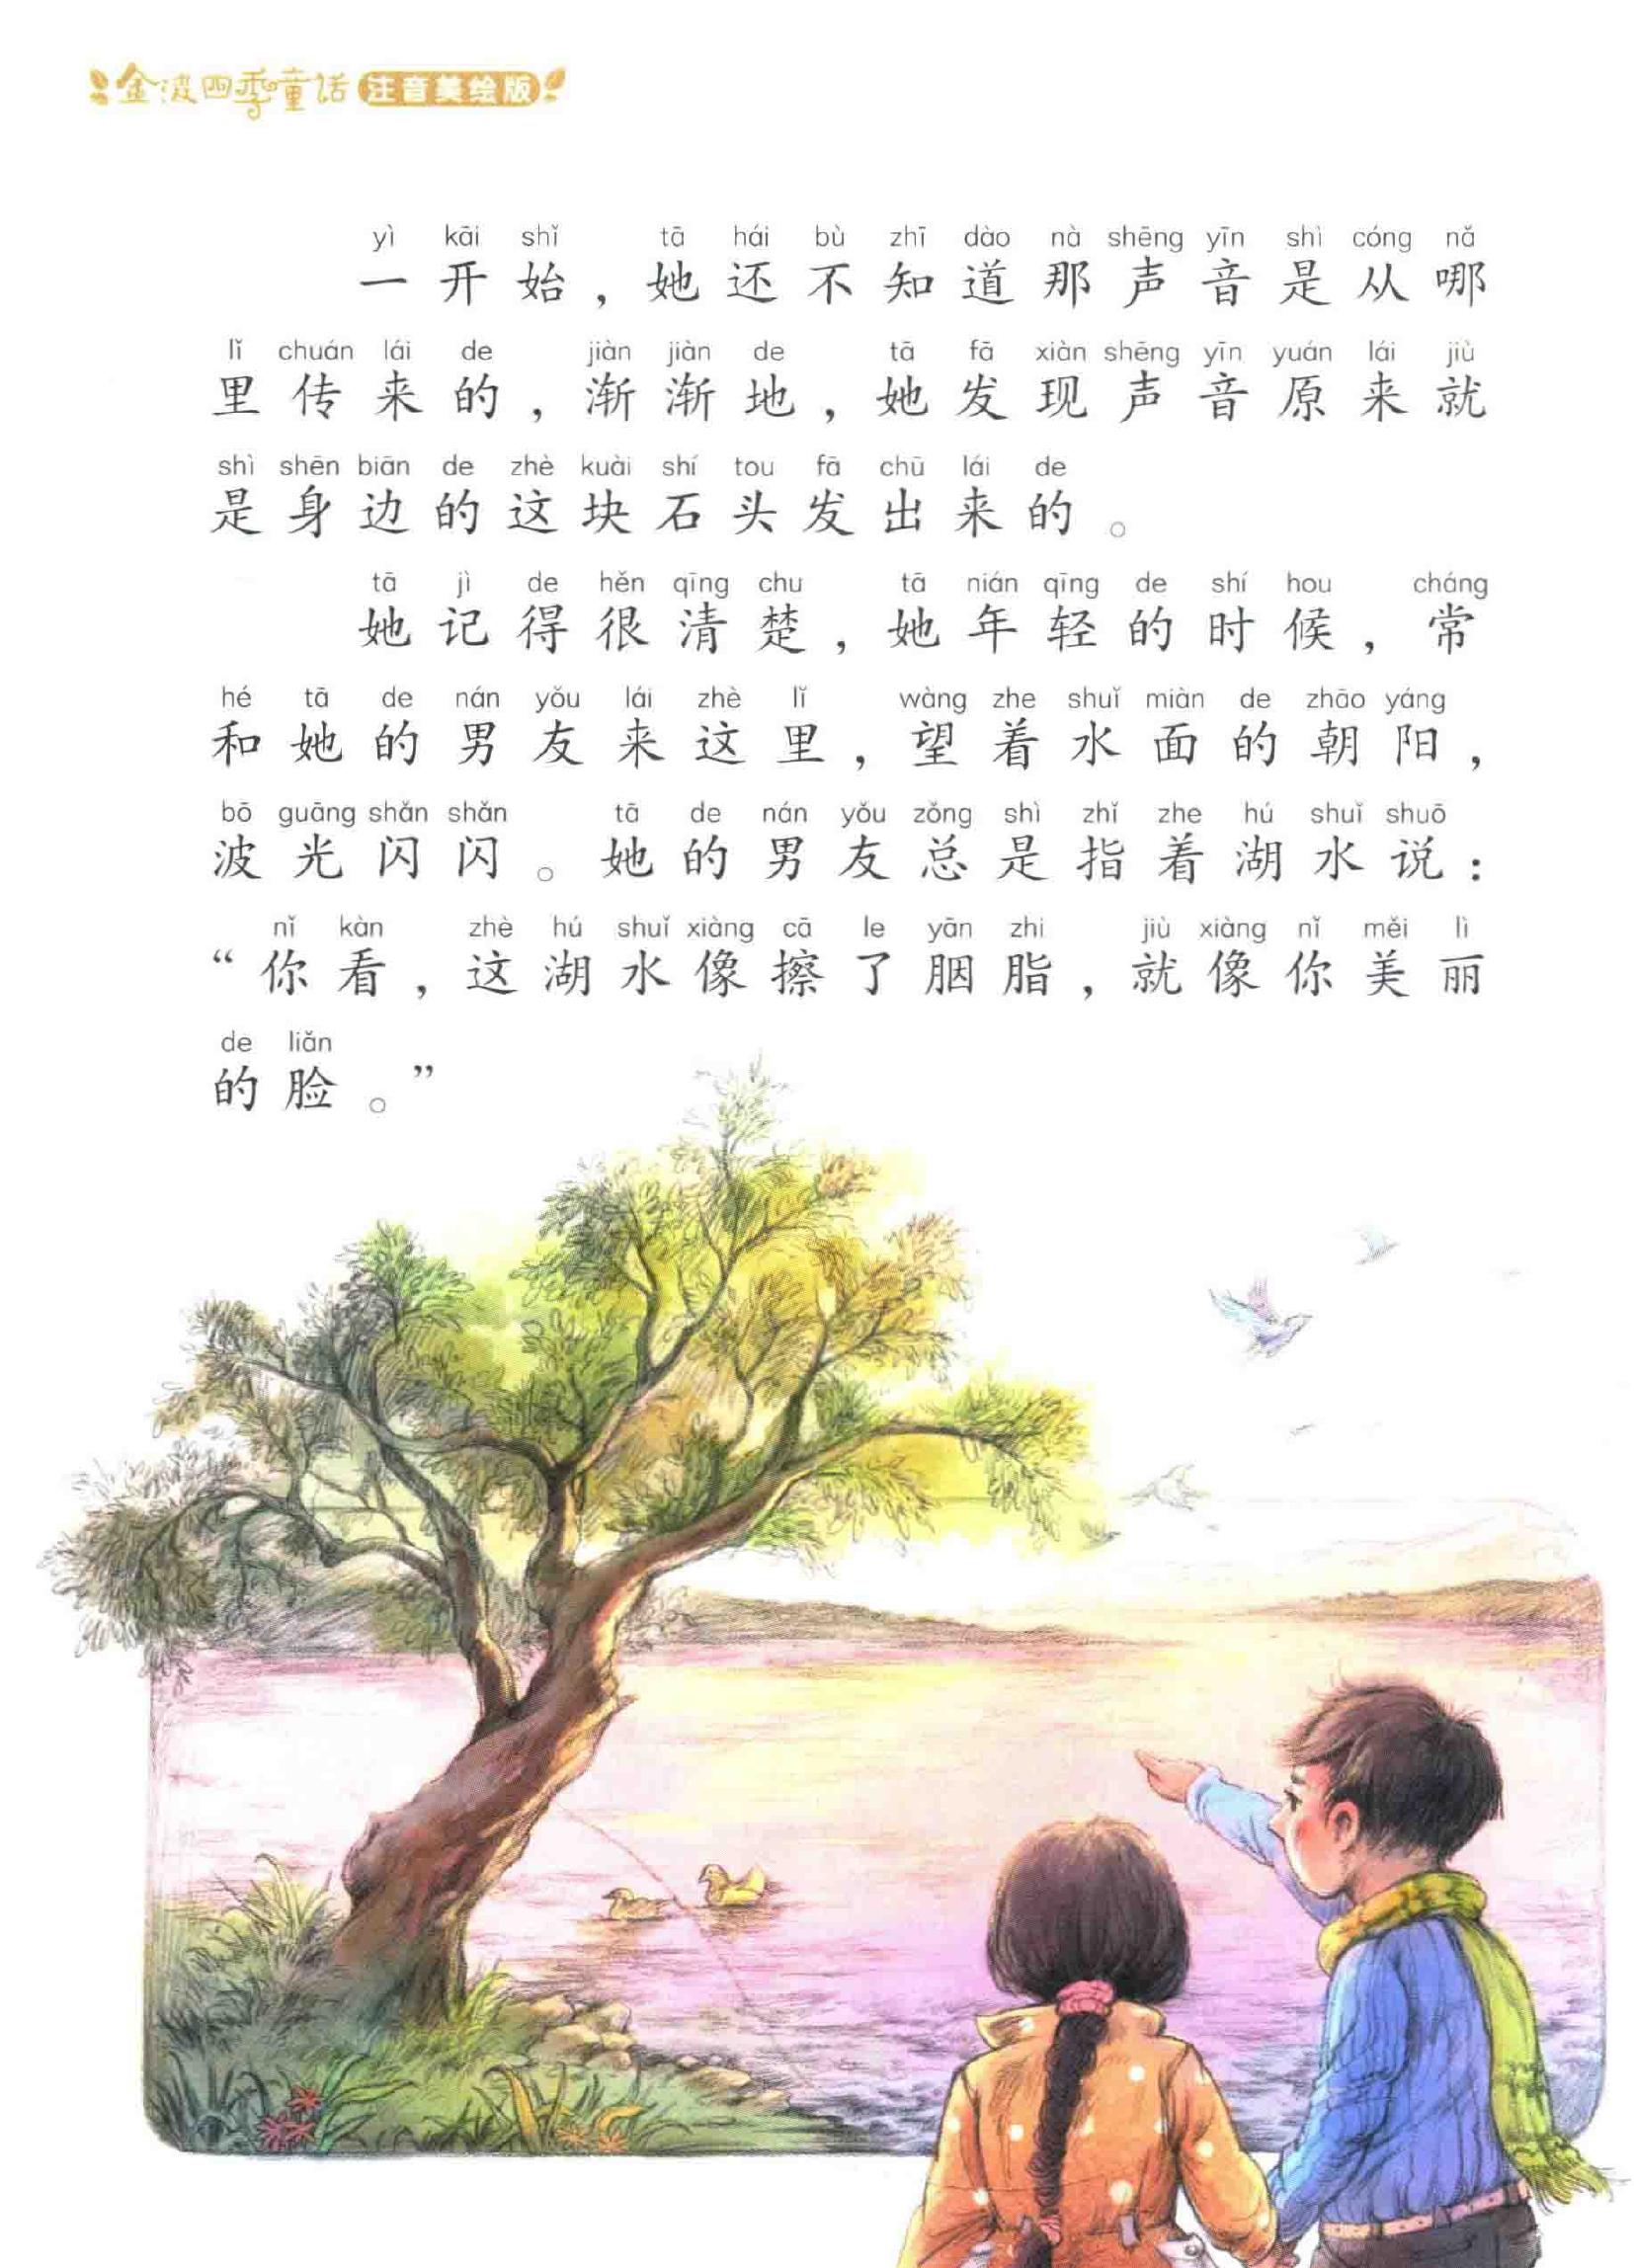 金波四季童话 注音美绘版
yì kāi shǐ tā hái bù zhī dào nà shēng yīn shì cóng nǎ
一开始，她还不知道那声音是从哪
lǐ chuán lái de jiàn jiàn de tā fā xiàn shēng yīn yuán lái jiù
里传来的，渐渐地，她发现声音原来就
shì shēn biān de zhè kuài shí tou fā chū lái de
是身边的这块石头发出来的。
tā jì de hěn qīng chu tā nián qīng de shí hou cháng
她记得很清楚，她年轻的时候，常
hé tā de nán yǒu lái zhè lǐ wàng zhe shuǐ miàn de zhāo yáng
和她的男友来这里，望着水面的朝阳，
bō guāng shǎn shǎn tā de nán yǒu zǒng shì zhǐ zhe hú shuǐ shuō
波光闪闪。她的男友总是指着湖水说：
nǐ kàn zhè hú shuǐ xiàng cā le yān zhi jiù xiàng nǐ měi lì
“你看，这湖水像擦了胭脂，就像你美丽
de liǎn
的脸。”